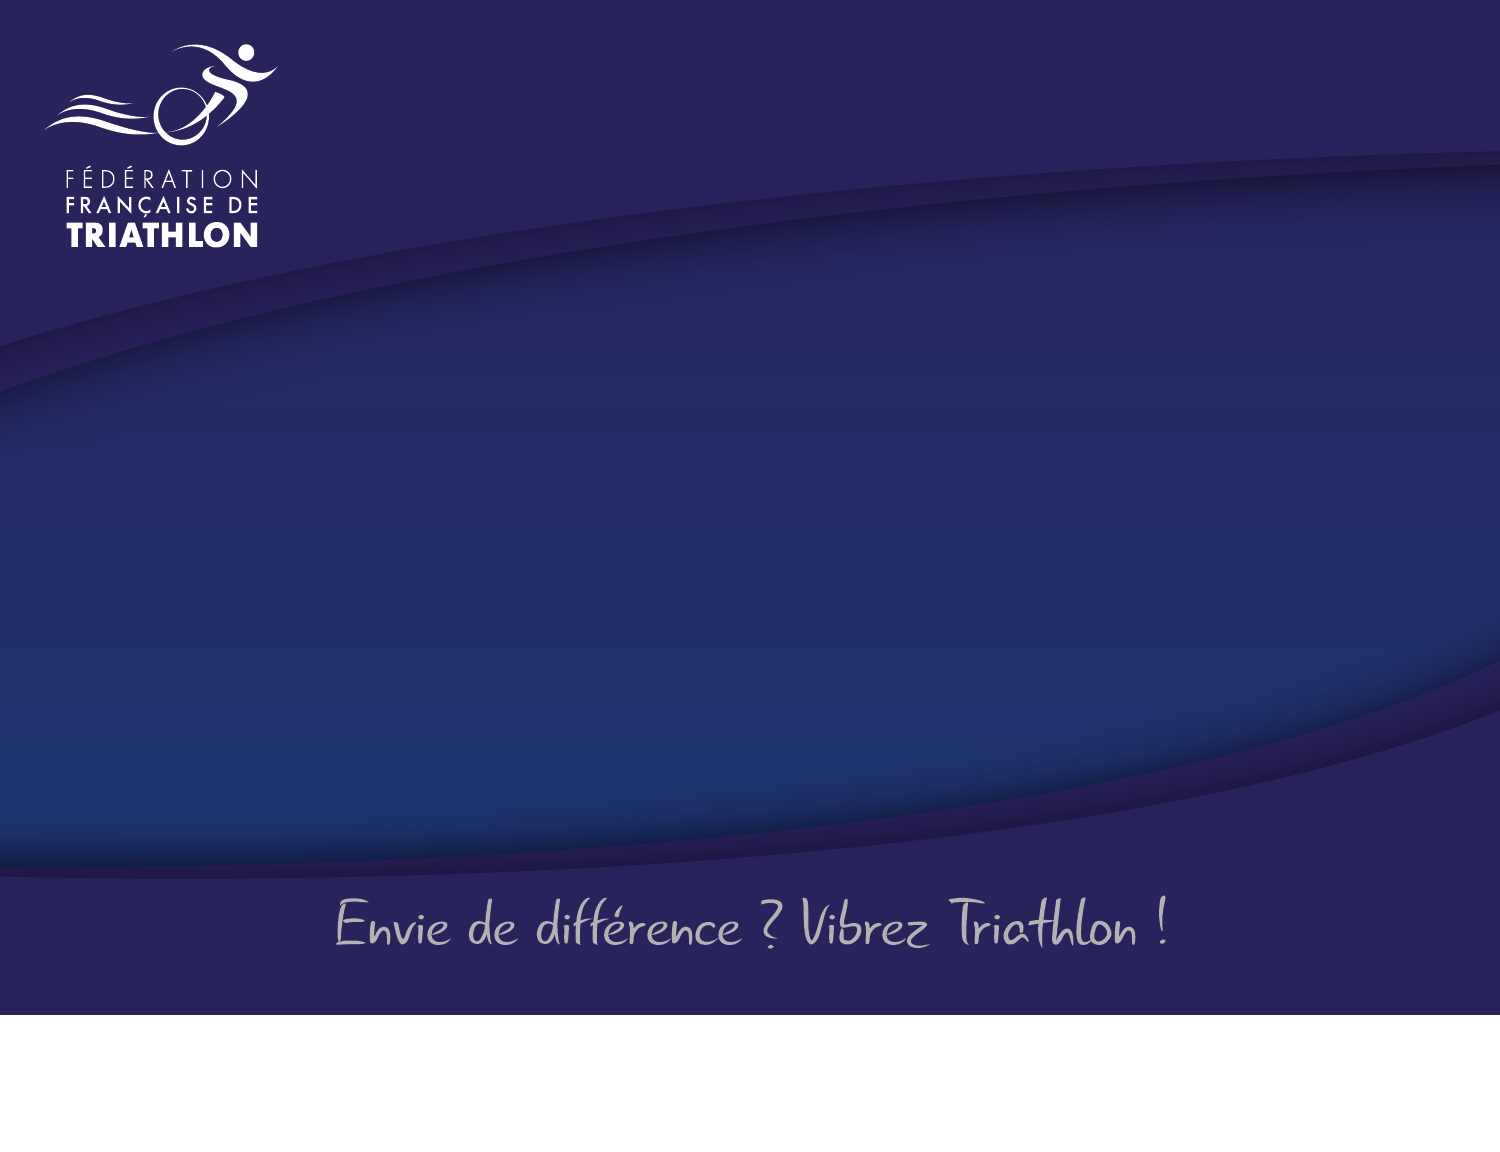 FÉDÉRATION
FRANÇAISE DE
TRIATHLON
Envie de différence ? Vibrez Triathlon !